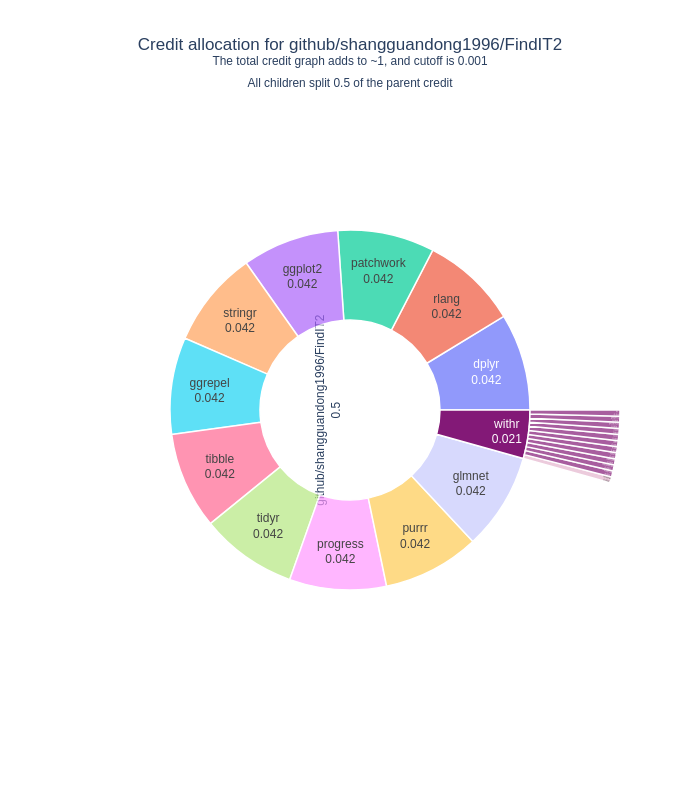 Credit allocation for github/shangguandong1996/FindIT2
The total credit graph adds to ~1, and cutoff is 0.001
All children split 0.5 of the parent credit
patchwork
0.042
ggplot2
0.042
rlang
0.042
stringr
0.042
dplyr
0.042
ggrepel
0.042
github/shangguandong1996/FindIT2
0.5
withr
0.021
tibble
0.042
glmnet
0.042
tidyr
0.042
purrr
0.042
progress
0.042